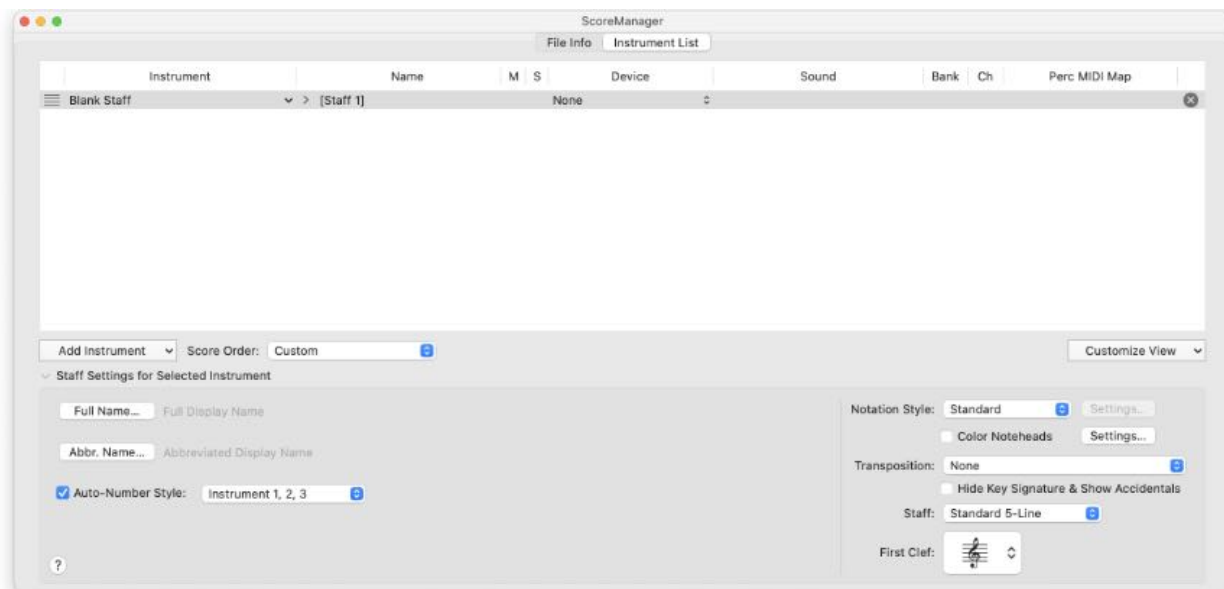 ScoreManager
File Info Instrument List
Instrument Name M S Device Sound Bank Ch Perc MIDI Map
Blank Staff > [Staff 1] None
Add Instrument Score Order: Custom Customize View
Staff Settings for Selected Instrument
Full Name... Full Display Name Notation Style: Standard Settings...
Color Noteheads Settings...
Abbr. Name... Abbreviated Display Name
Transposition: None
Auto-Number Style: Instrument 1, 2, 3 Hide Key Signature & Show Accidentals
Staff: Standard 5-Line
First Clef:
?